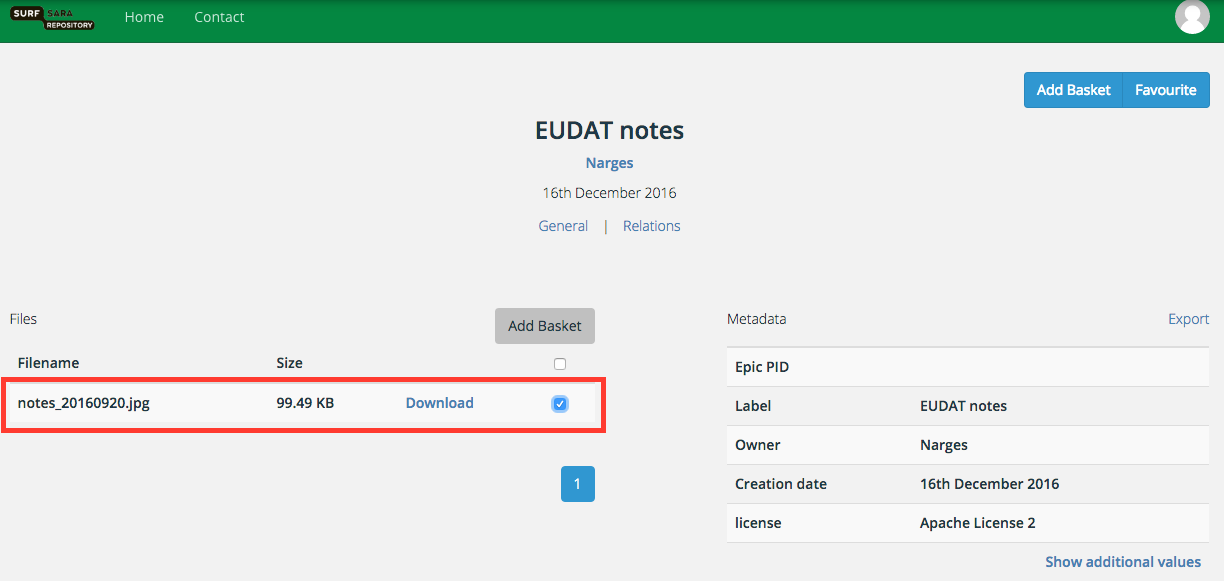 SURF SARA
REPOSITORY
Home Contact
Add Basket Favourite
EUDAT notes
Narges
16th December 2016
General | Relations
Files
Add Basket
Filename Size
notes_20160920.jpg 99.49 KB Download
1
Metadata Export
Epic PID
Label EUDAT notes
Owner Narges
Creation date 16th December 2016
license Apache License 2
Show additional values